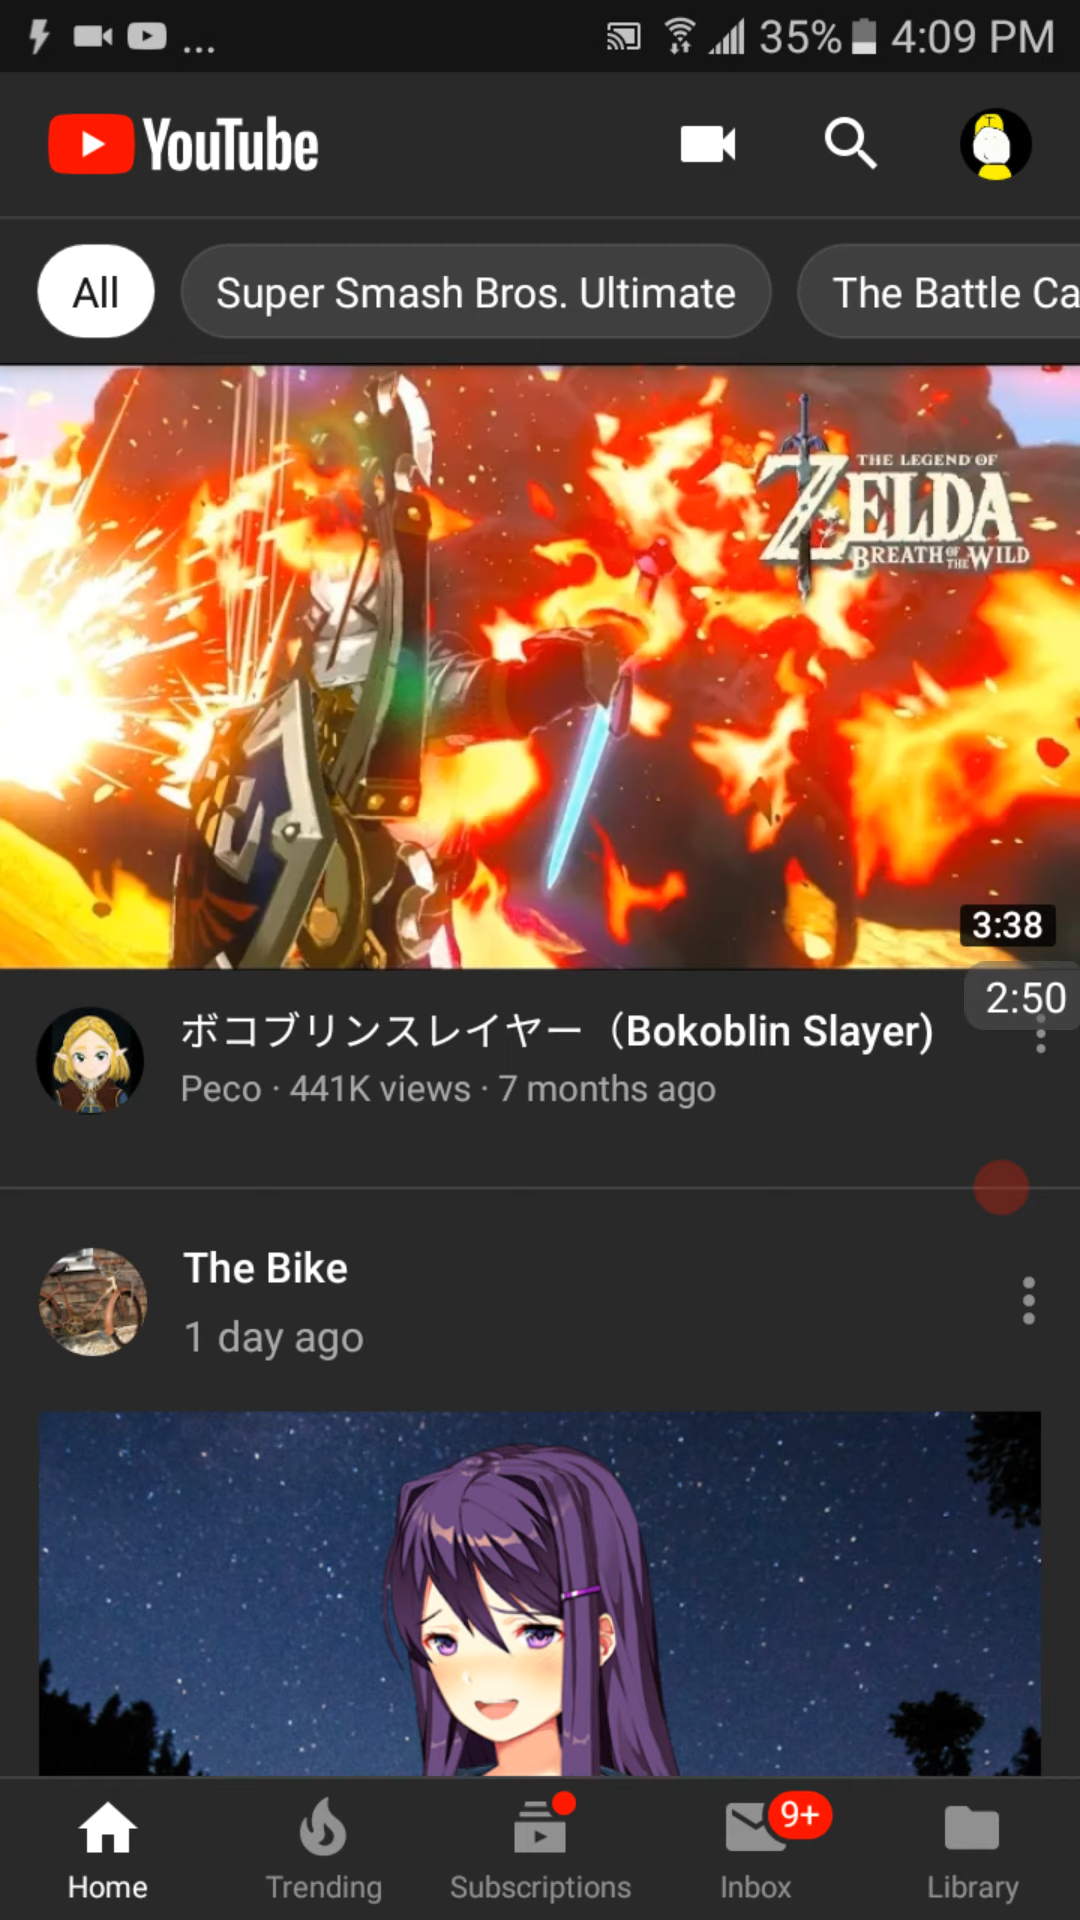 ... 35% 4:09 PM
YouTube
All Super Smash Bros. Ultimate The Battle Ca
THE LEGEND OF
ZELDA
BREATH OF THE WILD
3:38
2:50
ボコブリンスレイヤー（Bokoblin Slayer)
Peco · 441K views · 7 months ago
The Bike
1 day ago
9+
Home Trending Subscriptions Inbox Library